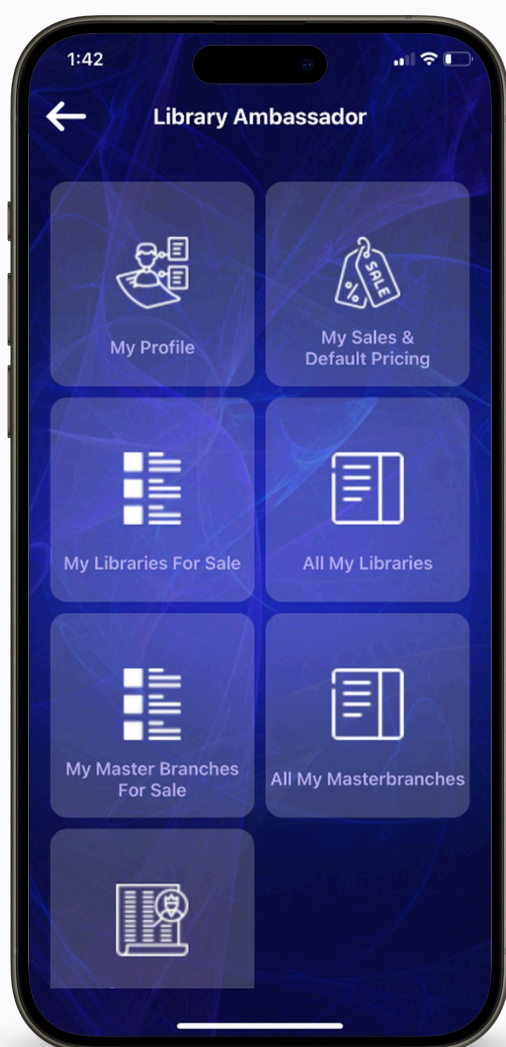 1:42
Library Ambassador
SALE
%
My Profile
My Sales &
Default Pricing
My Libraries For Sale
All My Libraries
My Master Branches
For Sale
All My Masterbranches